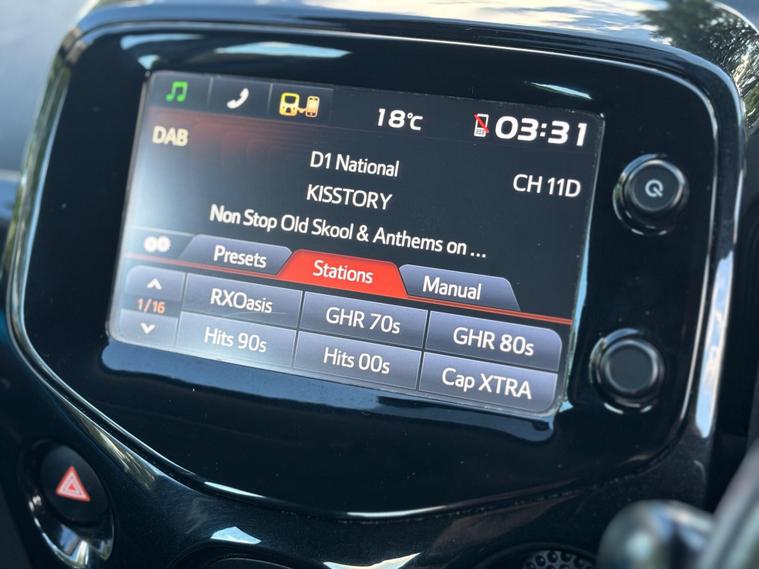 18°C 03:31
DAB
D1 National
CH 11D
KISSTORY
Non Stop Old Skool & Anthems on ...
Presets Stations Manual
1/16
RXOasis GHR 70s GHR 80s
Hits 90s Hits 00s Cap XTRA